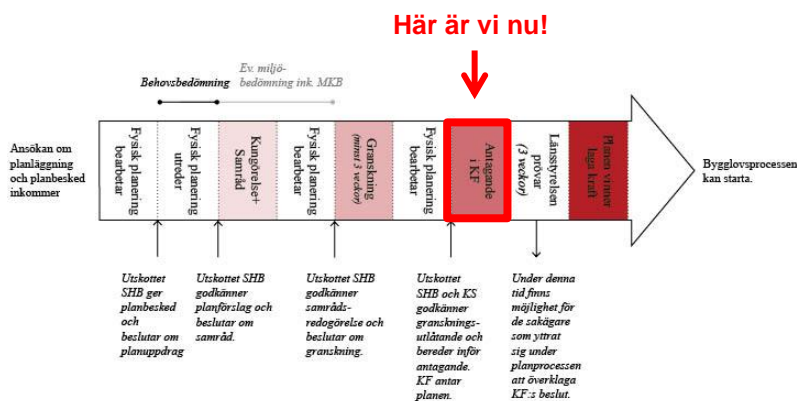 Här är vi nu!
Ev. miljö-
bedömning ink. MKB
Behovsbedömning
Ansökan om
planläggning
och planbesked
inkommer
Fysisk planering
bearbetar
Fysisk planering
utreder
Kungörelse+
Samråd
Fysisk planering
bearbetar
Granskning
(minst 3 veckor)
Fysisk planering
bearbetar
Antagande
i KF
Länsstyrelsen
prövar
(3 veckor)
Planen vinner
laga kraft
Bygglovsprocessen
kan starta.
Utskottet
SHB ger
planbesked
och
beslutar om
planuppdrag
Utskottet SHB
godkänner
planförslag och
beslutar om
samråd.
Utskottet SHB
godkänner
samråds-
redogörelse och
beslutar om
granskning.
Utskottet
SHB och KS
godkänner
gransknings-
utlåtande och
bereder inför
antagande.
KF antar
planen.
Under denna
tid finns
möjlighet för
de sakägare
som yttrat
sig under
planprocessen
att överklaga
KF:s beslut.